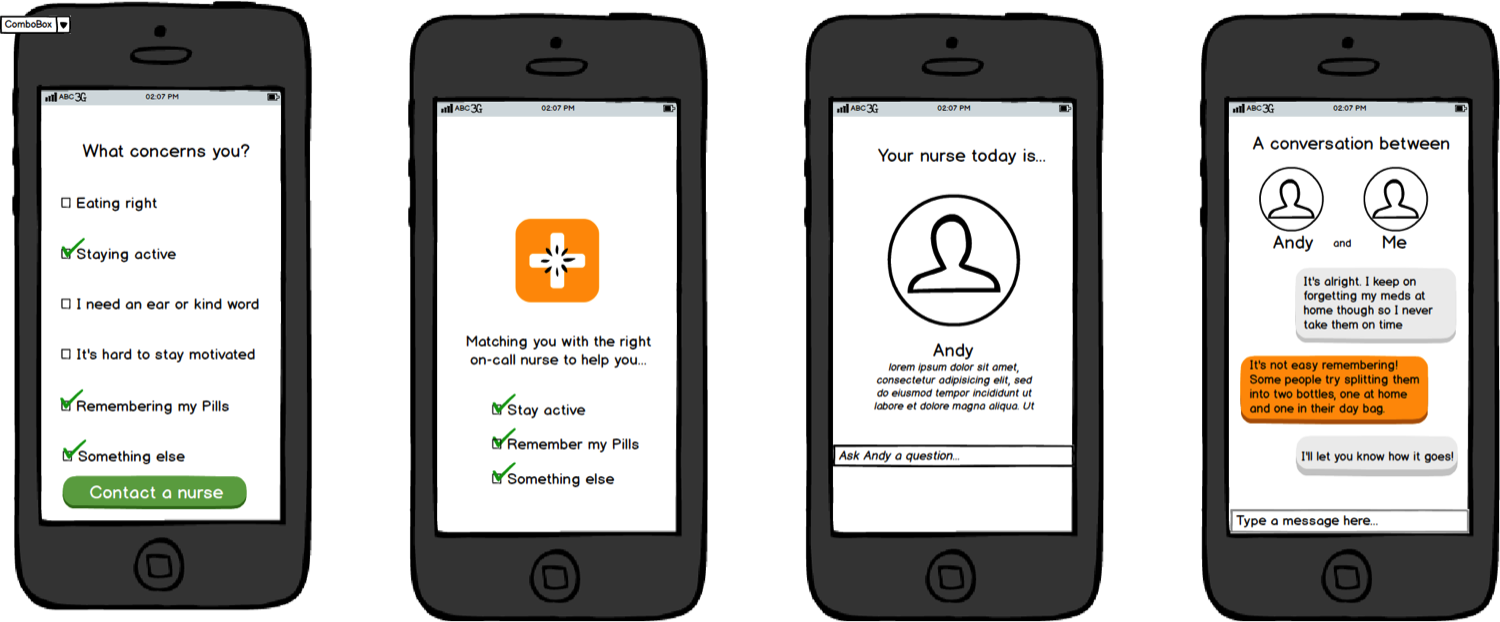 ComboBox
ABC 3G 02:07 PM
What concerns you?
Eating right
Staying active
I need an ear or kind word
It's hard to stay motivated
Remembering my Pills
Something else
Contact a nurse
ABC 3G 02:07 PM
Matching you with the right
on-call nurse to help you...
Stay active
Remember my Pills
Something else
ABC 3G 02:07 PM
Your nurse today is...
Andy
lorem ipsum dolor sit amet,
consectetur adipisicing elit, sed
do eiusmod tempor incididunt ut
labore et dolore magna aliqua. Ut
Ask Andy a question...
ABC 3G 02:07 PM
A conversation between
Andy and Me
It's alright. I keep on
forgetting my meds at
home though so I never
take them on time
It's not easy remembering!
Some people try splitting them
into two bottles, one at home
and one in their day bag.
I'll let you know how it goes!
Type a message here...